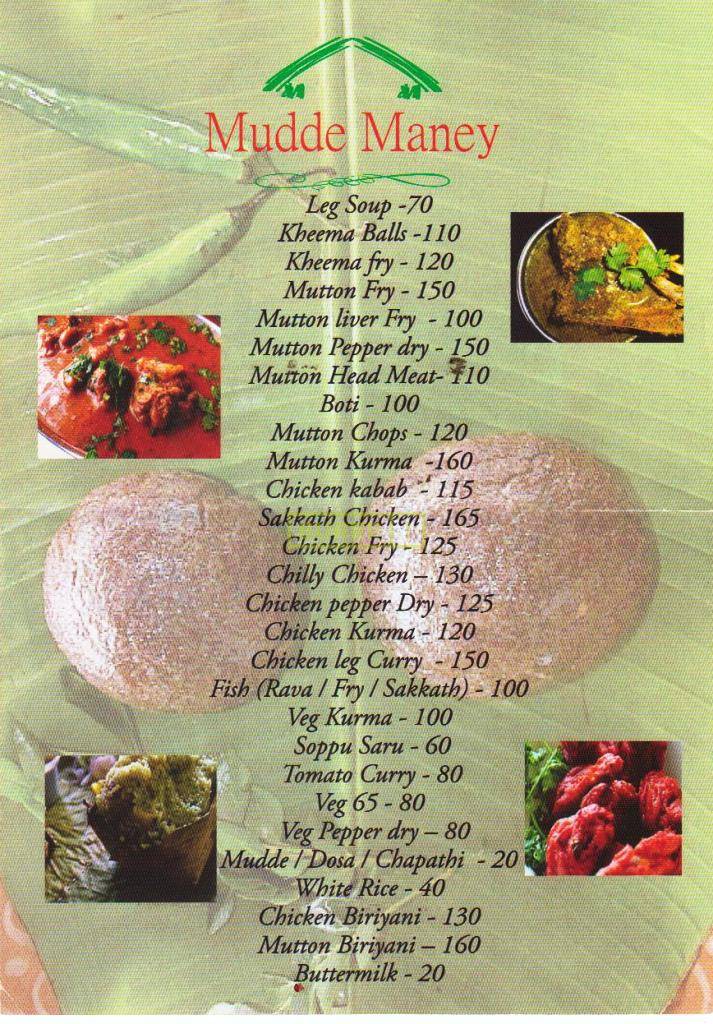 Mudde Maney
Leg Soup -70
Kheema Balls -110
Kheema fry - 120
Mutton Fry - 150
Mutton liver Fry - 100
Mutton Pepper dry - 150
Mutton Head Meat- 110
Boti - 100
Mutton Chops - 120
Mutton Kurma -160
Chicken kabab - 115
Sakkath Chicken - 165
Chicken Fry - 125
Chilly Chicken – 130
Chicken pepper Dry - 125
Chicken Kurma - 120
Chicken leg Curry - 150
Fish (Rava / Fry / Sakkath) - 100
Veg Kurma - 100
Soppu Saru - 60
Tomato Curry - 80
Veg 65 - 80
Veg Pepper dry – 80
Mudde / Dosa / Chapathi - 20
White Rice - 40
Chicken Biriyani - 130
Mutton Biriyani – 160
Buttermilk - 20